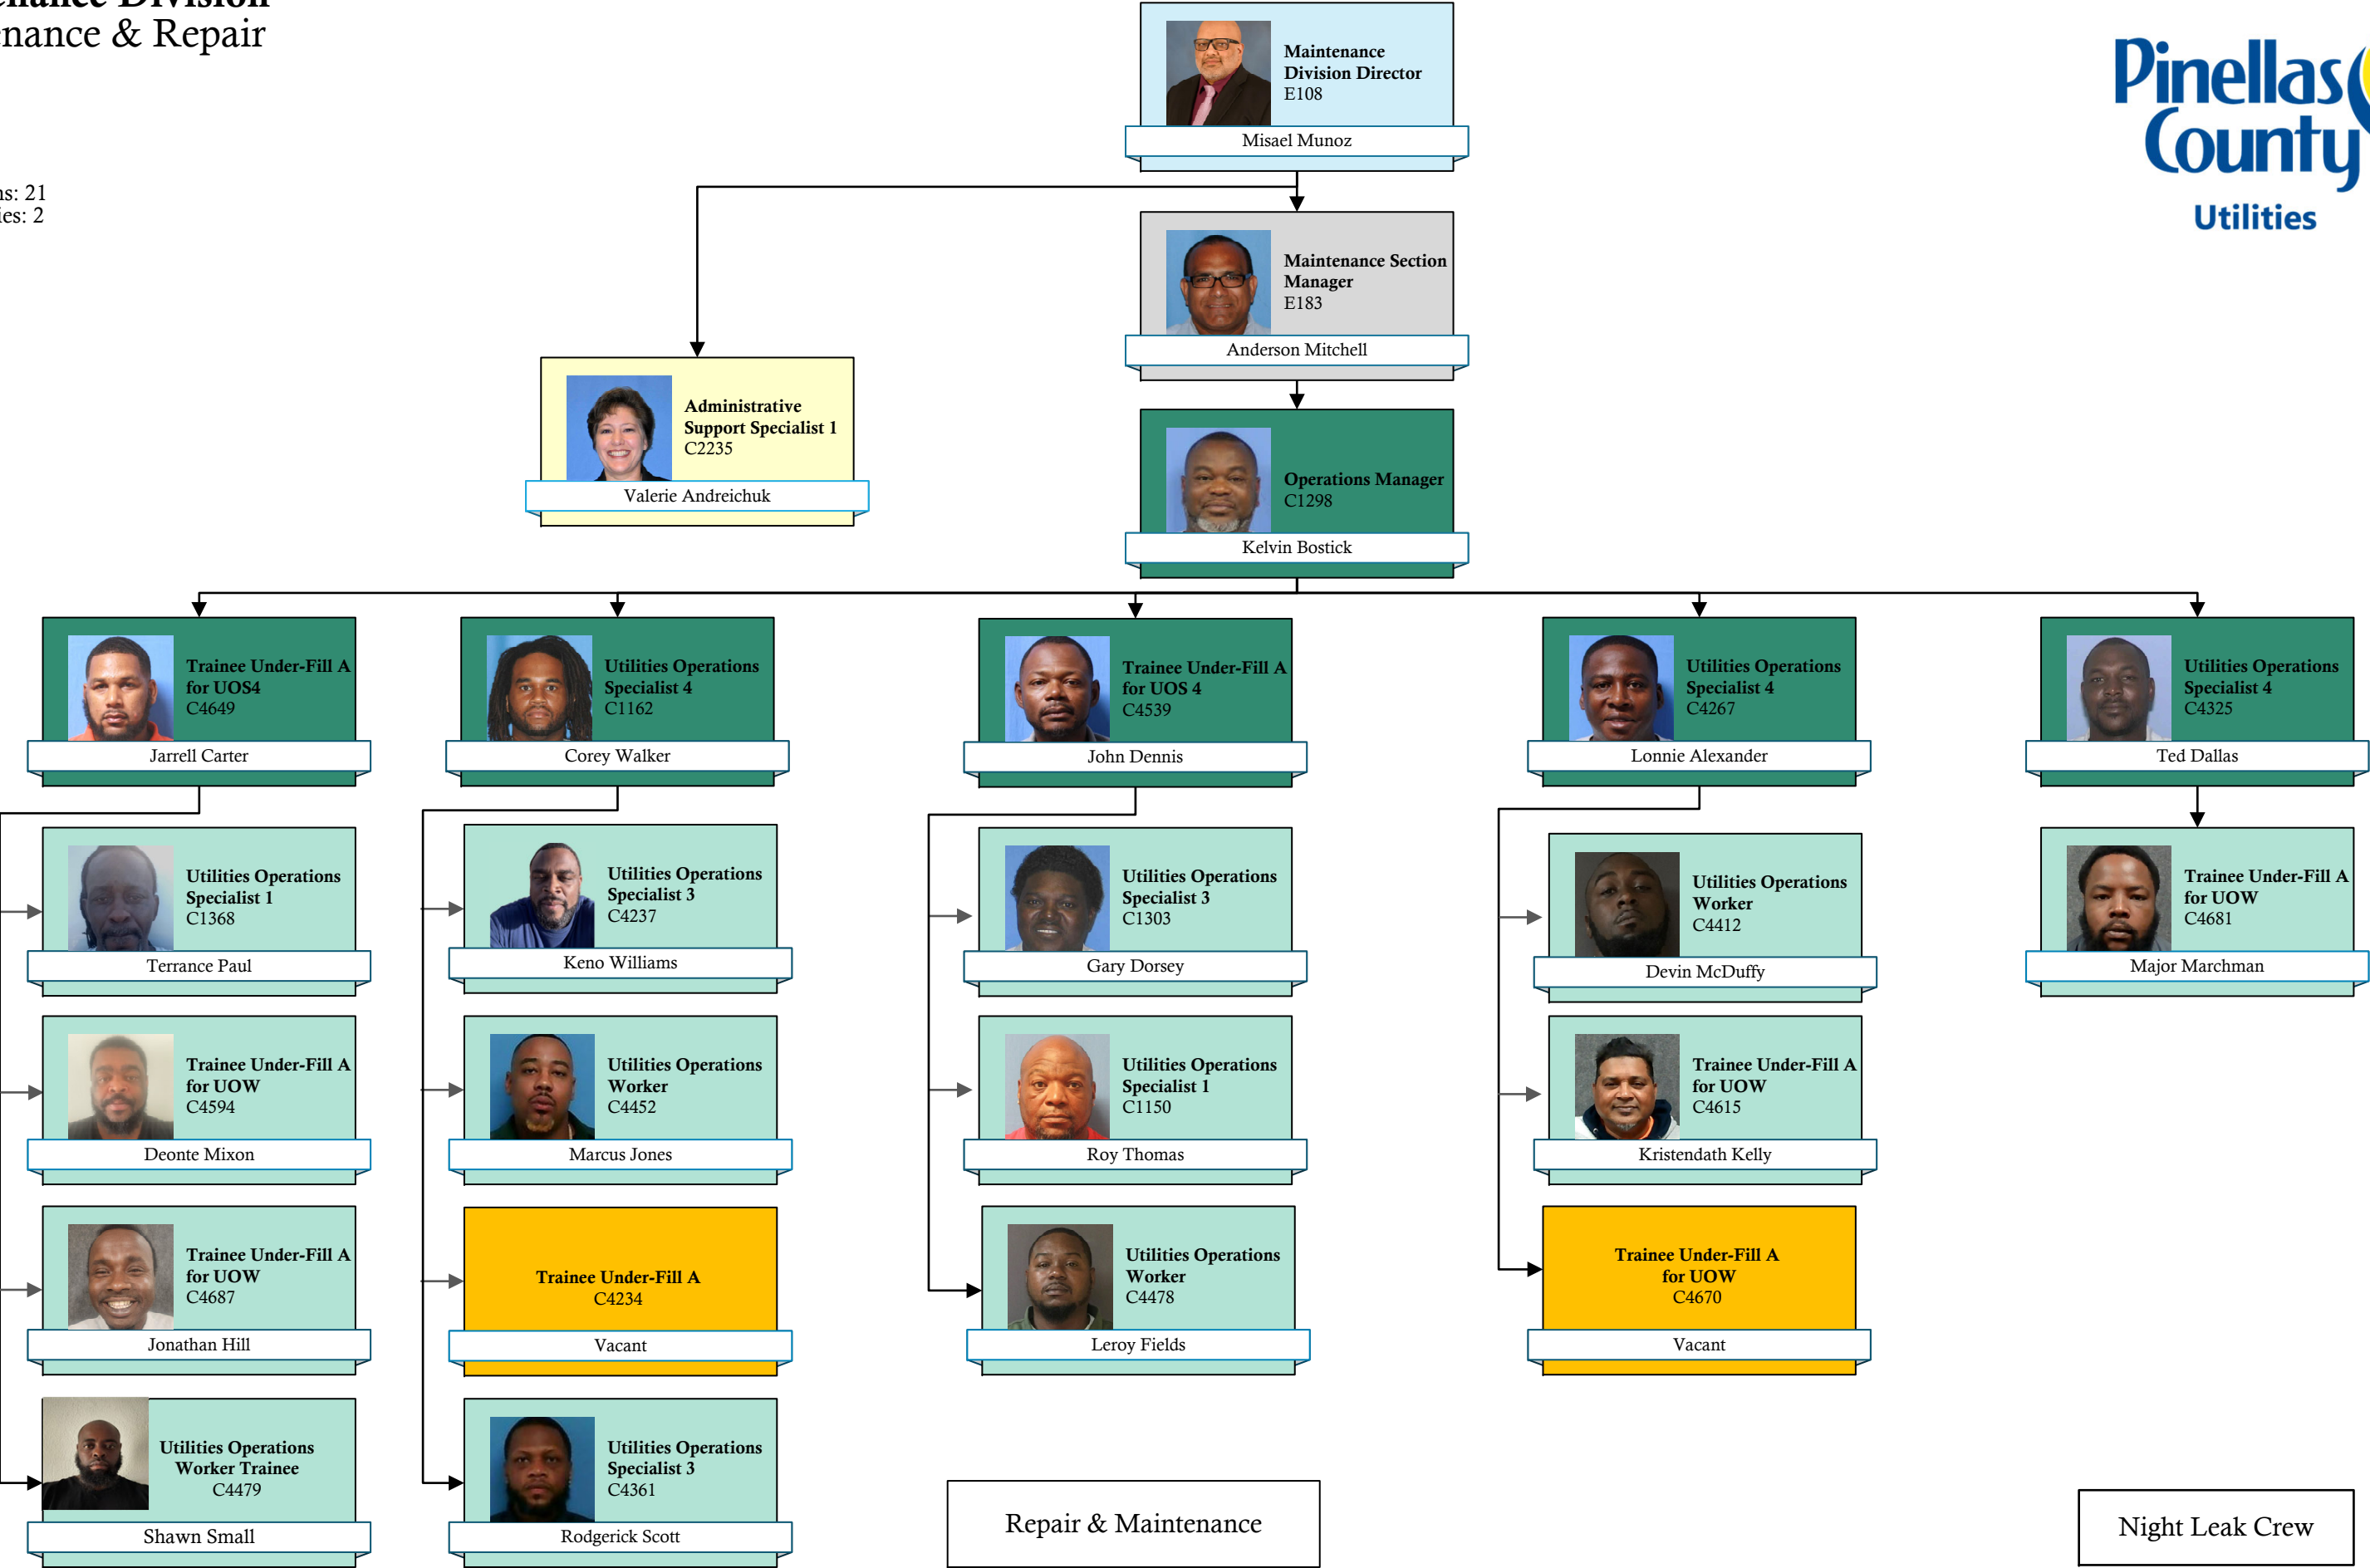 enance Division
enance & Repair
ns: 21
ies: 2
Pinellas
County
Utilities
Maintenance
Division Director
E108
Misael Munoz
Maintenance Section
Manager
E183
Anderson Mitchell
Administrative
Support Specialist 1
C2235
Valerie Andreichuk
Operations Manager
C1298
Kelvin Bostick
Trainee Under-Fill A
for UOS4
C4649
Jarrell Carter
Utilities Operations
Specialist 4
C1162
Corey Walker
Trainee Under-Fill A
for UOS 4
C4539
John Dennis
Utilities Operations
Specialist 4
C4267
Lonnie Alexander
Utilities Operations
Specialist 4
C4325
Ted Dallas
Utilities Operations
Specialist 1
C1368
Terrance Paul
Utilities Operations
Specialist 3
C4237
Keno Williams
Utilities Operations
Specialist 3
C1303
Gary Dorsey
Utilities Operations
Worker
C4412
Devin McDuffy
Trainee Under-Fill A
for UOW
C4681
Major Marchman
Trainee Under-Fill A
for UOW
C4594
Deonte Mixon
Utilities Operations
Worker
C4452
Marcus Jones
Utilities Operations
Specialist 1
C1150
Roy Thomas
Trainee Under-Fill A
for UOW
C4615
Kristendath Kelly
Trainee Under-Fill A
for UOW
C4687
Jonathan Hill
Trainee Under-Fill A
C4234
Vacant
Utilities Operations
Worker
C4478
Leroy Fields
Trainee Under-Fill A
for UOW
C4670
Vacant
Utilities Operations
Worker Trainee
C4479
Shawn Small
Utilities Operations
Specialist 3
C4361
Rodgerick Scott
Repair & Maintenance
Night Leak Crew